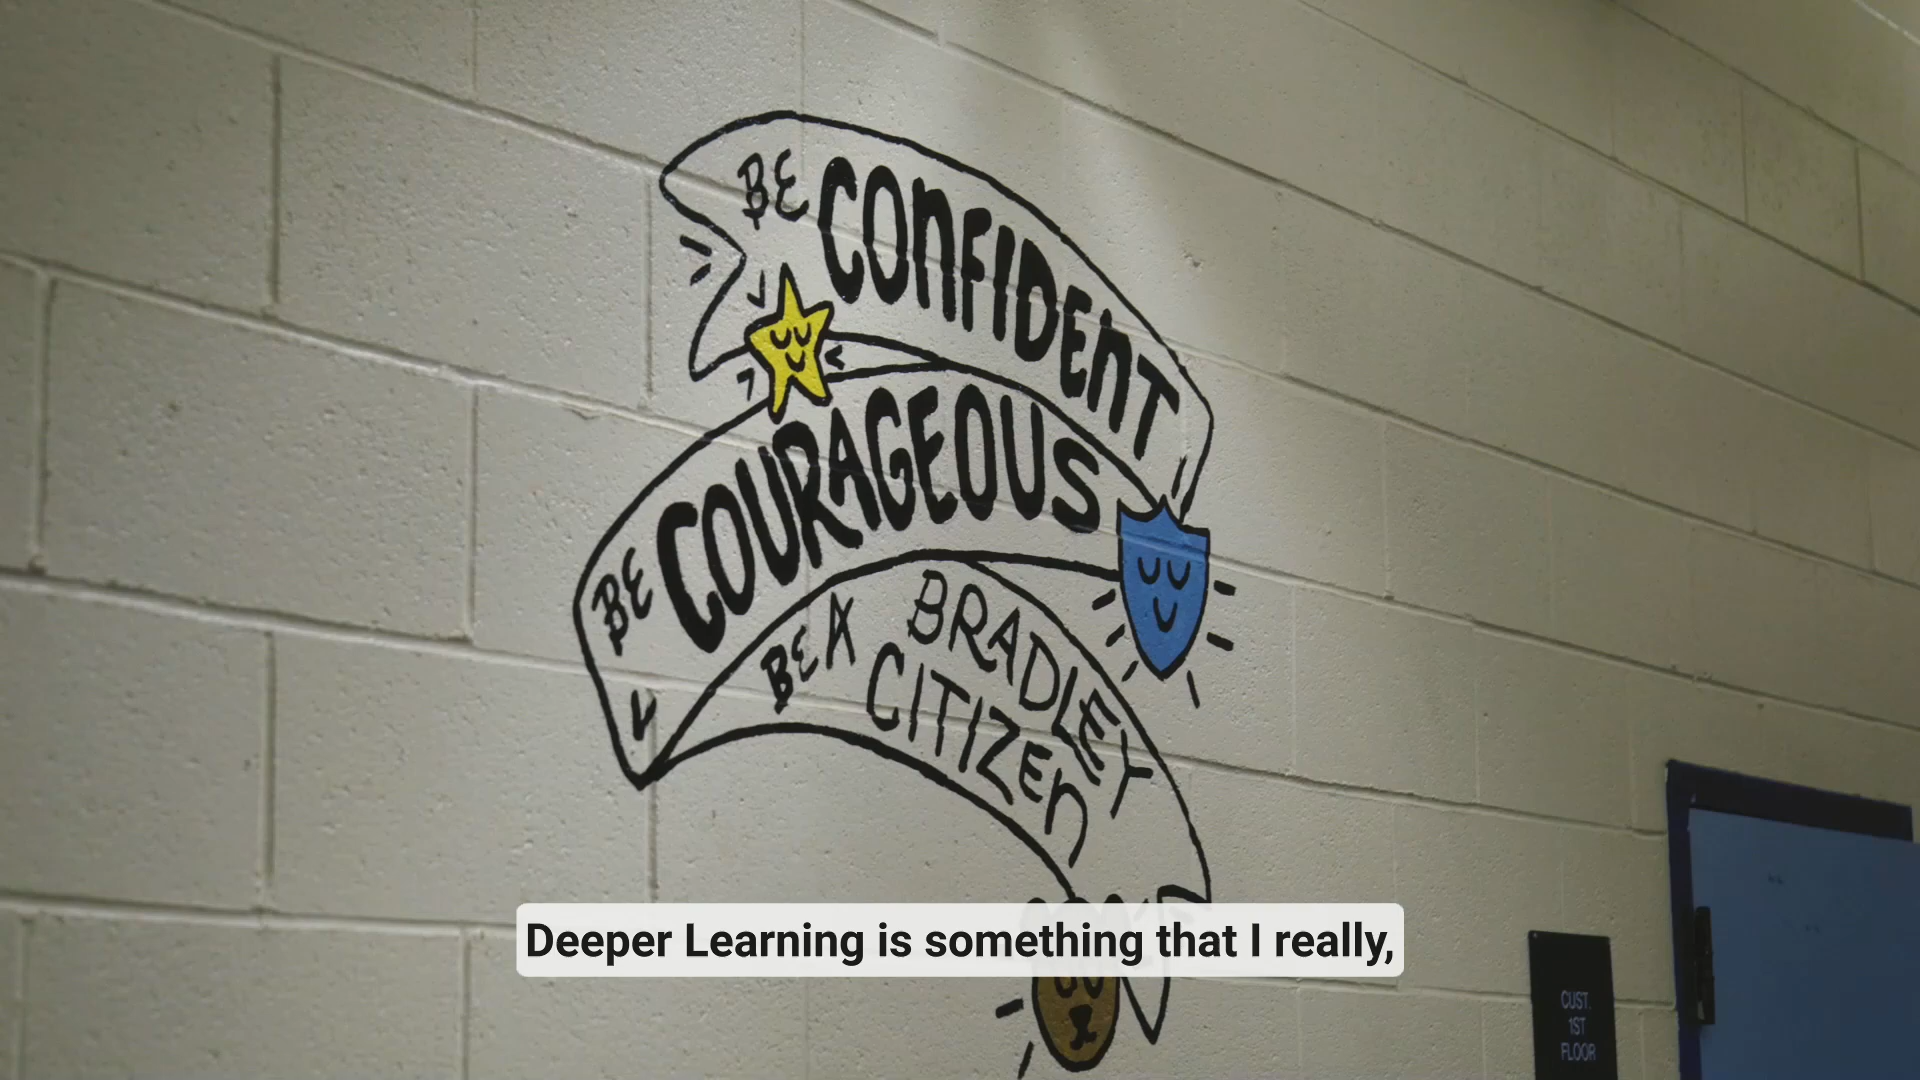 BE CONFIDENT
BE COURAGEOUS
BE A BRADLEY
CITIZEN
Deeper Learning is something that I really,
CUST.
1ST
FLOOR